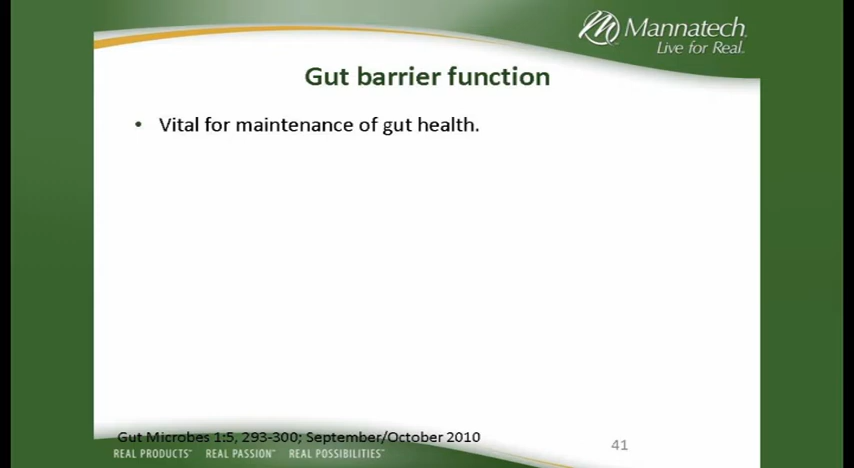 Mannatech
Live for Real.
Gut barrier function
• Vital for maintenance of gut health.
Gut Microbes 1:5, 293-300; September/October 2010
41
REAL PRODUCTS™ REAL PASSION™ REAL POSSIBILITIES™